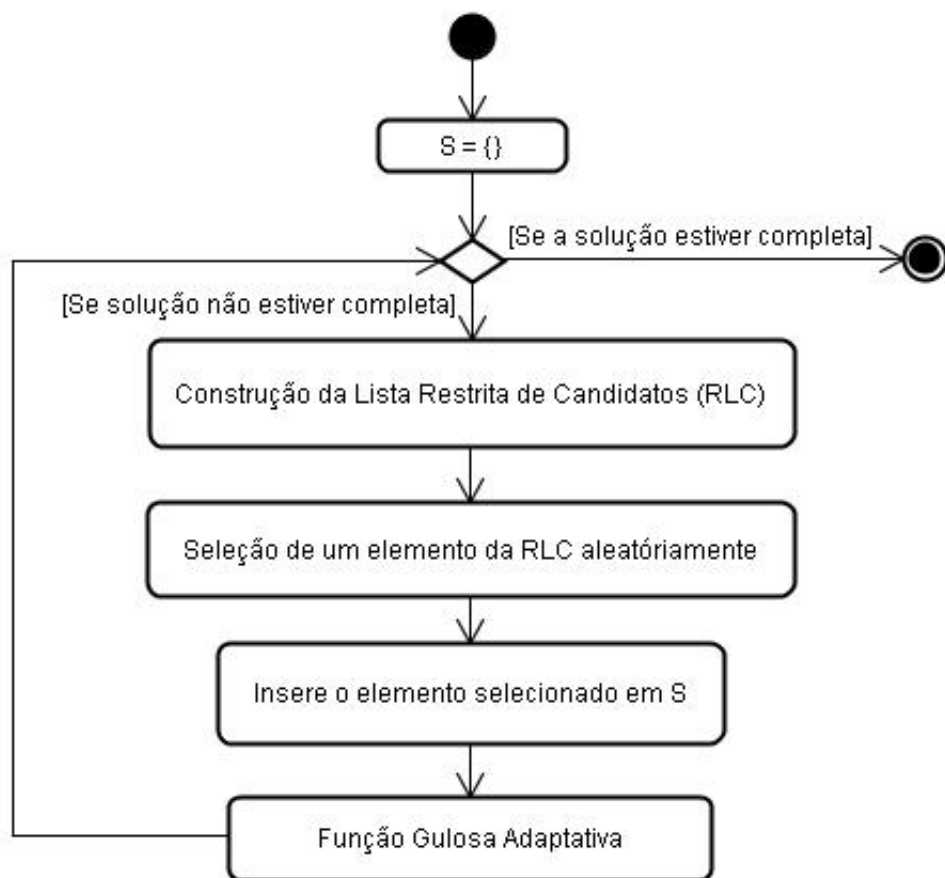 S = {}
[Se a solução estiver completa]
[Se solução não estiver completa]
Construção da Lista Restrita de Candidatos (RLC)
Seleção de um elemento da RLC aleatóriamente
Insere o elemento selecionado em S
Função Gulosa Adaptativa